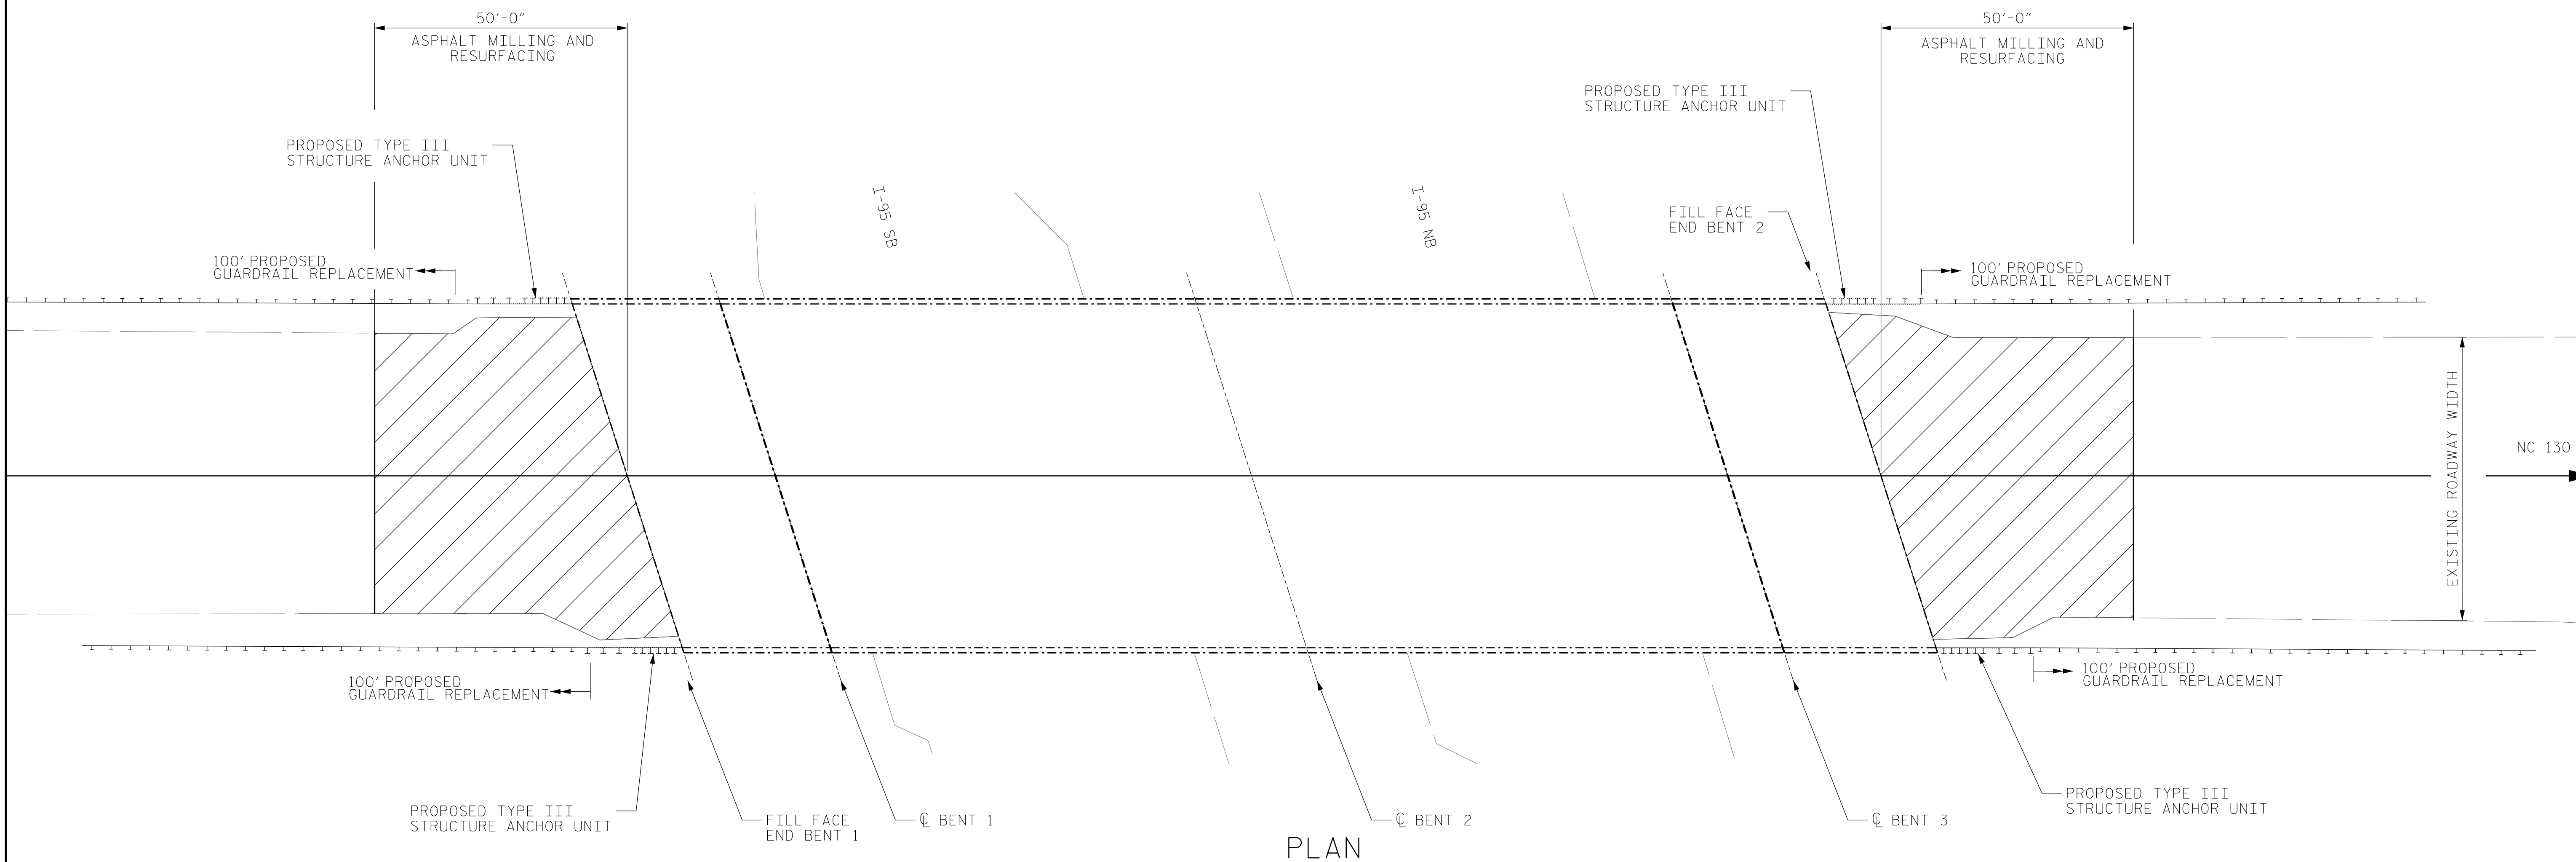 50'-0"
ASPHALT MILLING AND
RESURFACING
50'-0"
ASPHALT MILLING AND
RESURFACING
PROPOSED TYPE III
STRUCTURE ANCHOR UNIT
PROPOSED TYPE III
STRUCTURE ANCHOR UNIT
I-95 SB
I-95 NB
FILL FACE
END BENT 2
100' PROPOSED
GUARDRAIL REPLACEMENT
100' PROPOSED
GUARDRAIL REPLACEMENT
EXISTING ROADWAY WIDTH
NC 130
100' PROPOSED
GUARDRAIL REPLACEMENT
100' PROPOSED
GUARDRAIL REPLACEMENT
PROPOSED TYPE III
STRUCTURE ANCHOR UNIT
FILL FACE
END BENT 1
℄ BENT 1
℄ BENT 2
℄ BENT 3
PROPOSED TYPE III
STRUCTURE ANCHOR UNIT
PLAN